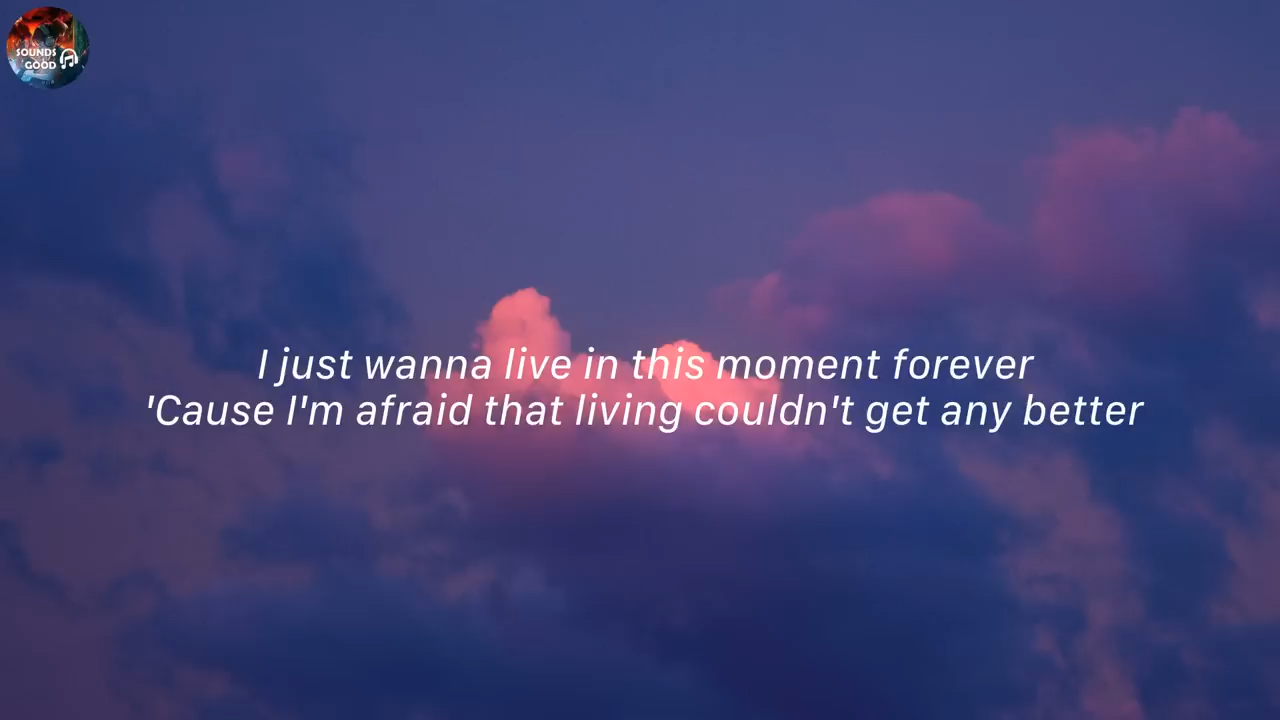 SOUNDS
GOOD
I just wanna live in this moment forever
'Cause I'm afraid that living couldn't get any better